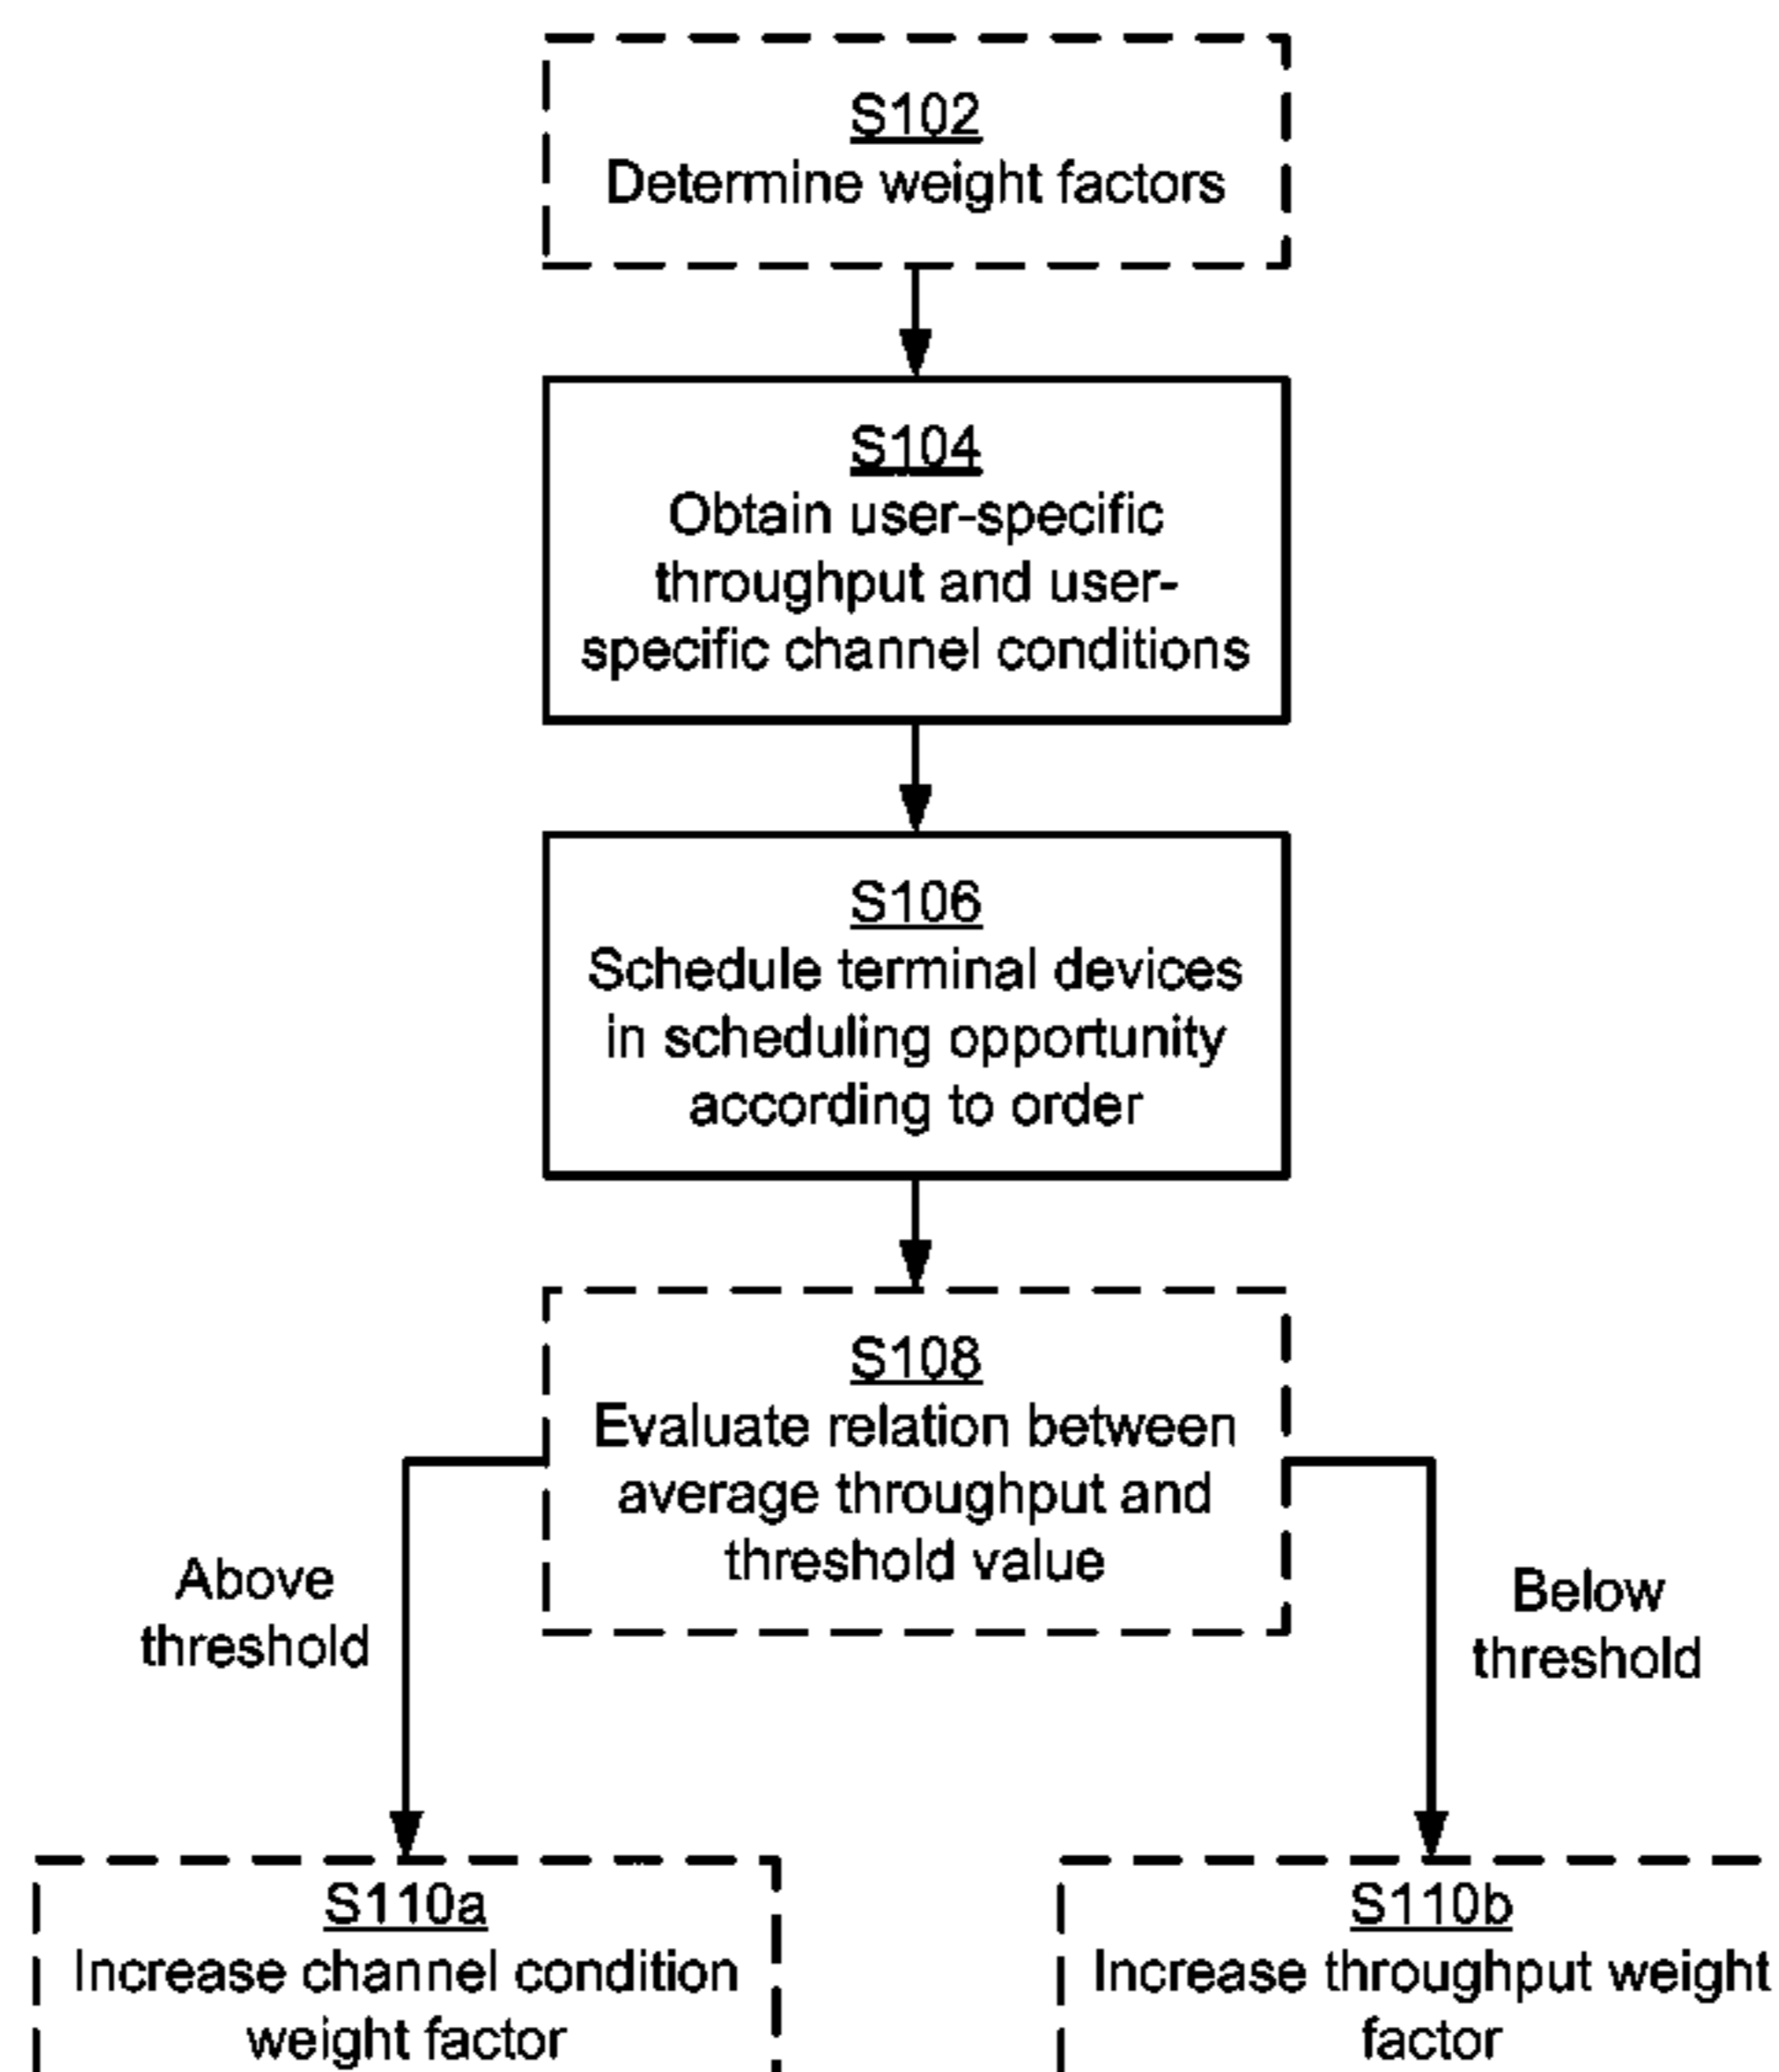 S102
Determine weight factors
S104
Obtain user-specific
throughput and user-
specific channel conditions
S106
Schedule terminal devices
in scheduling opportunity
according to order
S108
Evaluate relation between
average throughput and
threshold value
Above
threshold
Below
threshold
S110a
Increase channel condition
weight factor
S110b
Increase throughput weight
factor